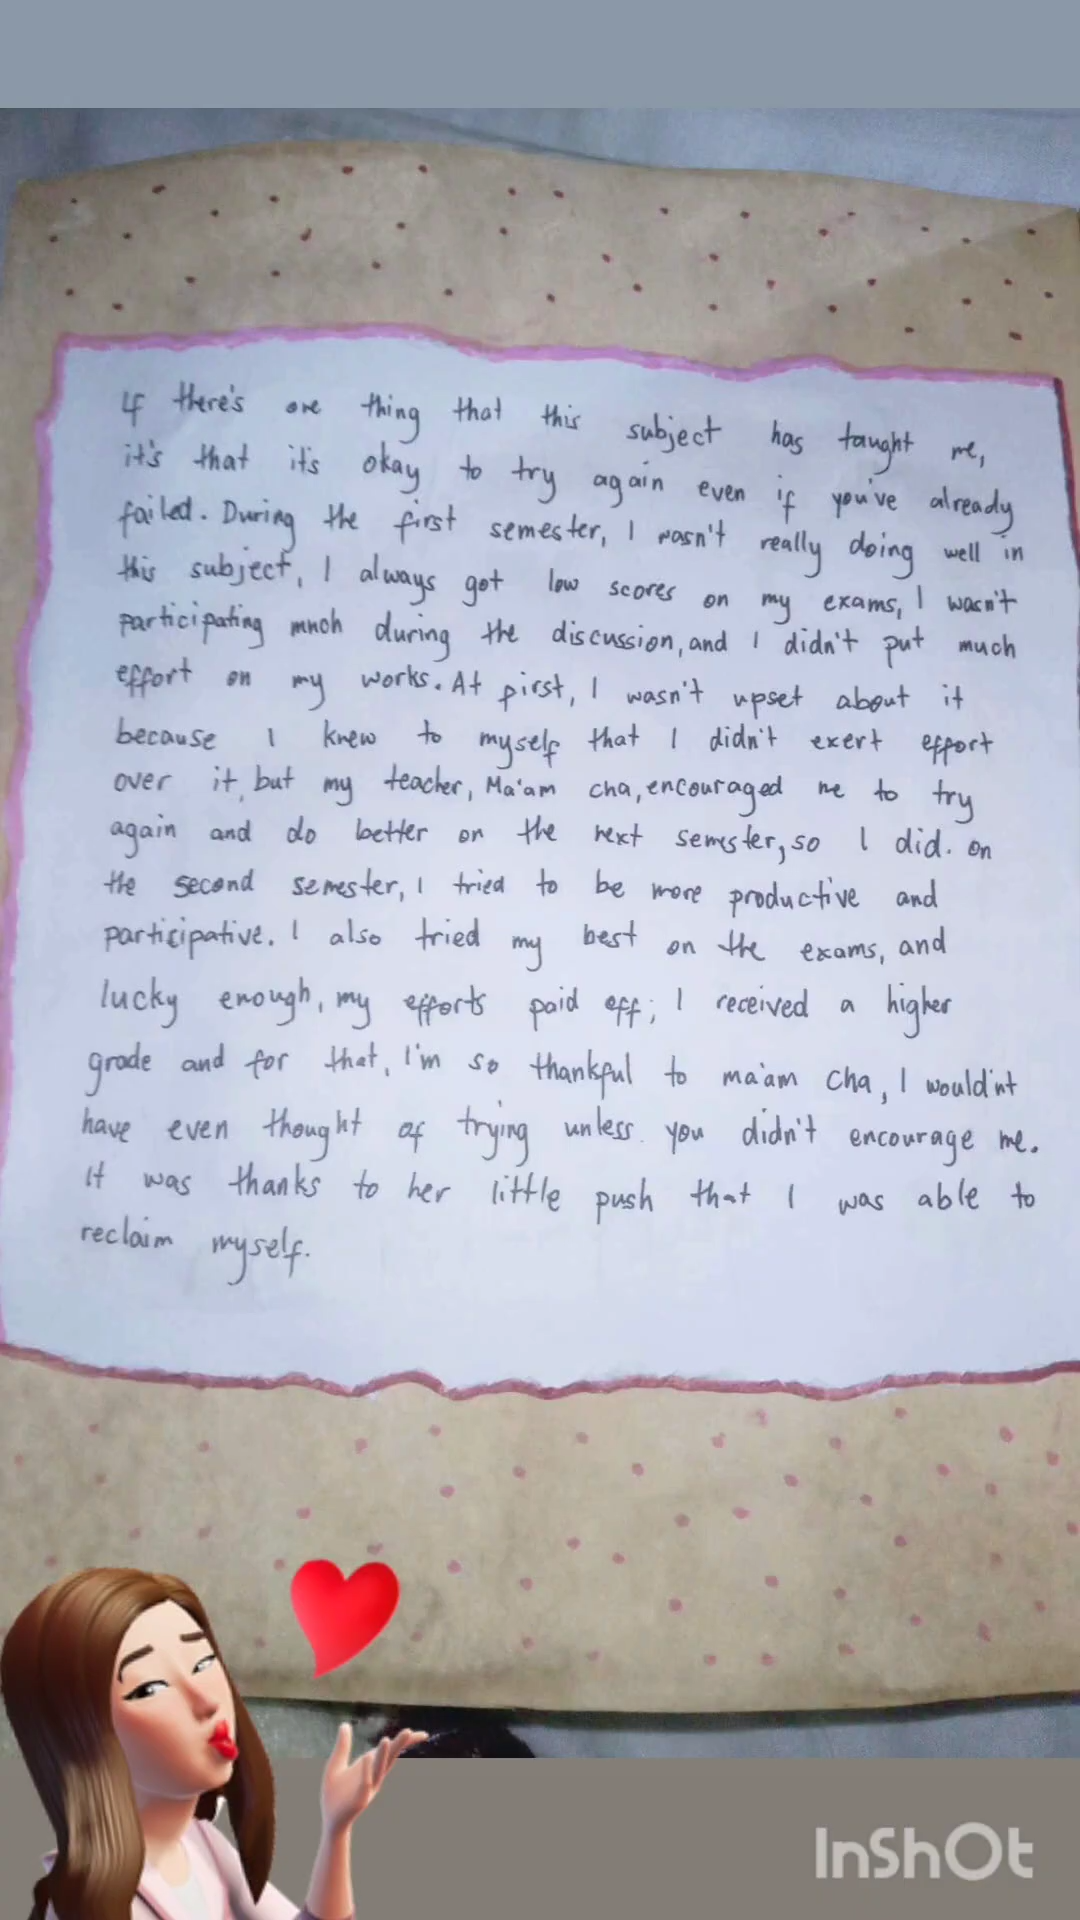 If there's one thing that this subject has taught me,
it's that it's okay to try again even if you've already
failed. During the first semester, I wasn't really doing well in
this subject, I always got low scores on my exams, I wasn't
participating much during the discussion, and I didn't put much
effort on my works. At first, I wasn't upset about it
because I knew to myself that I didn't exert effort
over it, but my teacher, Ma'am cha, encouraged me to try
again and do better on the next semester, so I did. on
the second semester, I tried to be more productive and
participative. I also tried my best on the exams, and
lucky enough, my efforts paid off; I received a higher
grade and for that, I'm so thankful to ma'am Cha, I would'nt
have even thought of trying unless you didn't encourage me.
It was thanks to her little push that I was able to
reclaim myself.
InShOt